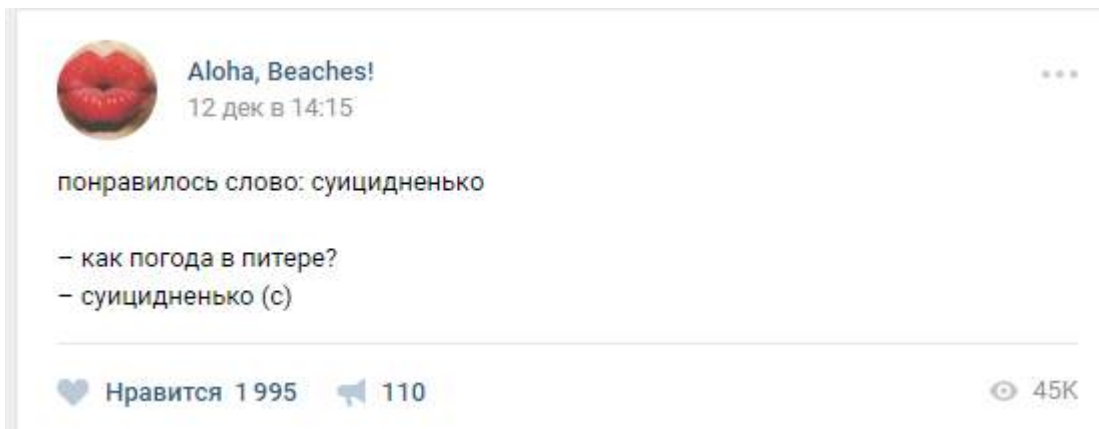 Aloha, Beaches!
12 дек в 14:15
понравилось слово: суицидненько
– как погода в питере?
– суицидненько (с)
Нравится 1 995 110 45K